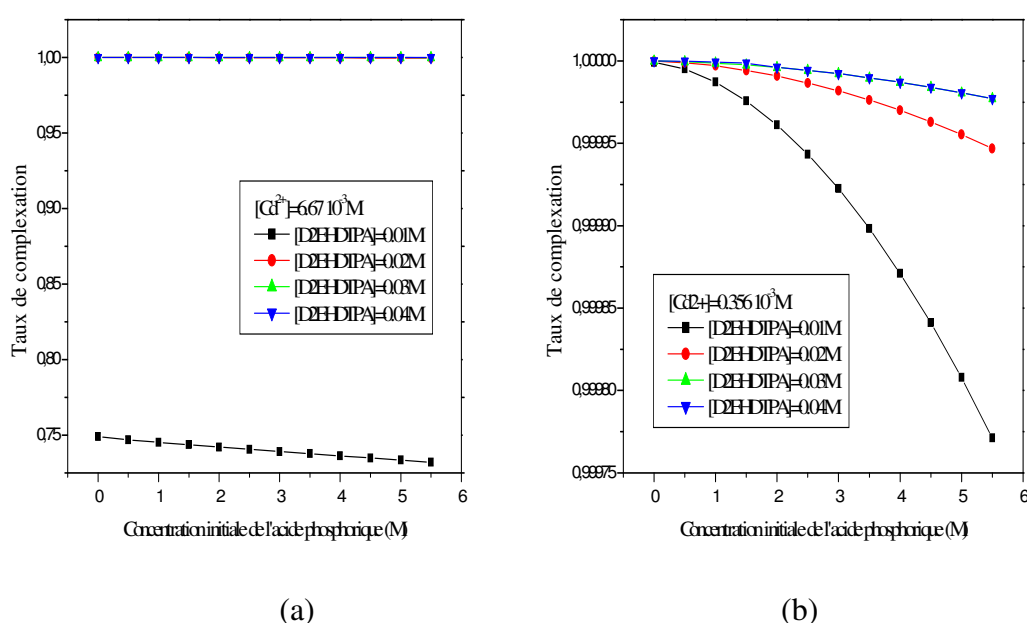 1,00
0,95
0,90
0,85
0,80
0,75
Taux de complexation
[Cd2+]=6.67 10-3M
[D2EHDTPA]=0.01M
[D2EHDTPA]=0.02M
[D2EHDTPA]=0.03M
[D2EHDTPA]=0.04M
0 1 2 3 4 5 6
Concentration initiale de l'acide phosphorique (M)
(a)
1,00000
0,99995
0,99990
0,99985
0,99980
0,99975
Taux de complexation
[Cd2+]=0.356 10-3M
[D2EHDTPA]=0.01M
[D2EHDTPA]=0.02M
[D2EHDTPA]=0.03M
[D2EHDTPA]=0.04M
0 1 2 3 4 5 6
Concentration initiale de l'acide phosphorique (M)
(b)